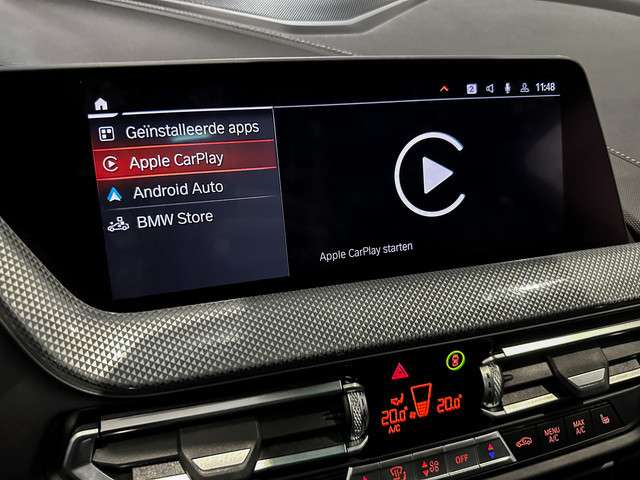 2
11:48
Geïnstalleerde apps
Apple CarPlay
Android Auto
BMW Store
Apple CarPlay starten
20.0
20.0
A/C
OFF
MENU
A/C
MAX
A/C